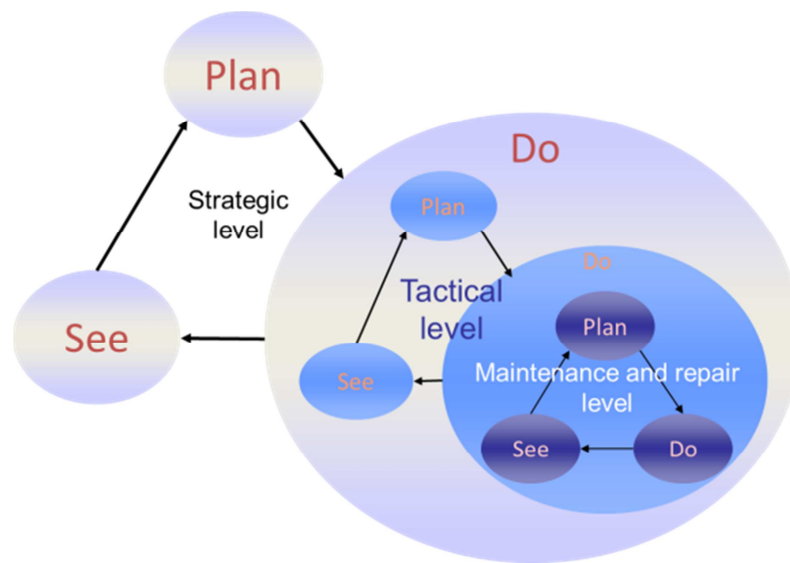 Plan
Do
Strategic
level
See
Plan
Tactical
level
See
Do
Plan
Maintenance and repair
level
See
Do